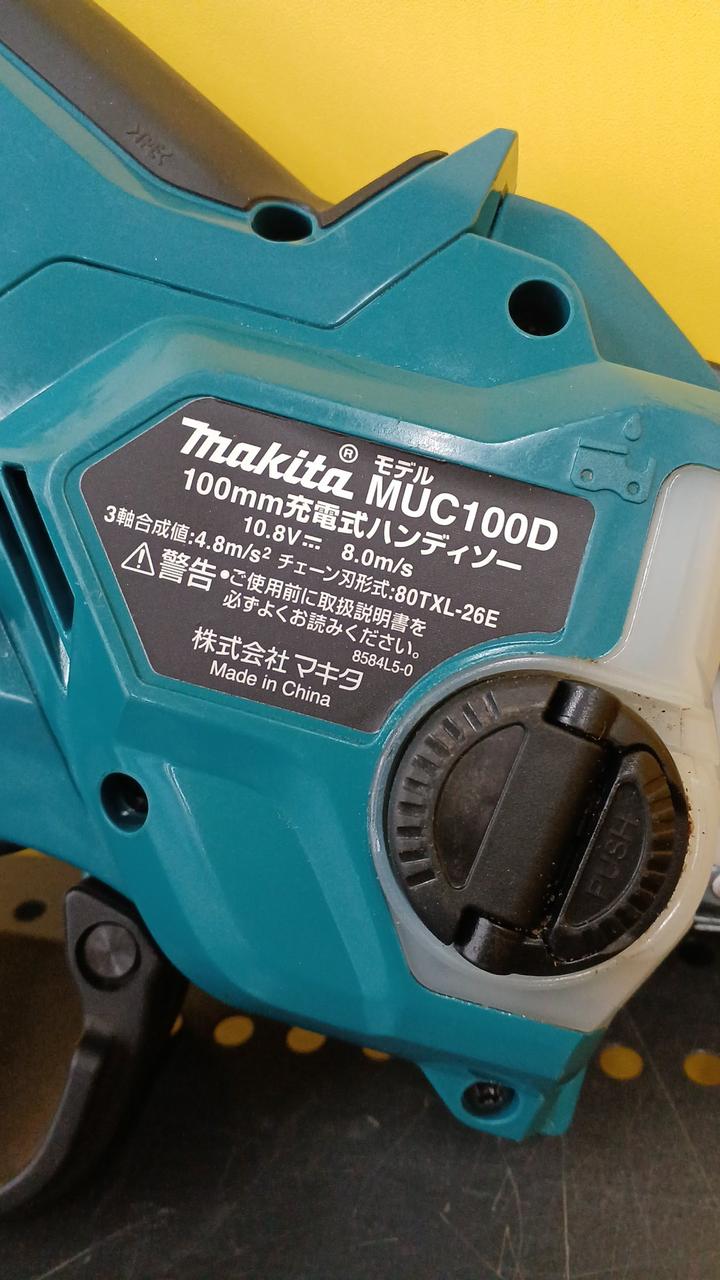 makita® モデル MUC100D
100mm充電式ハンディソー
10.8V⎓ 8.0m/s
3軸合成値:4.8m/s² チェーン刃形式:80TXL-26E
⚠警告 •ご使用前に取扱説明書を
必ずよくお読みください。
8584L5-0
株式会社マキタ
Made in China
PUSH